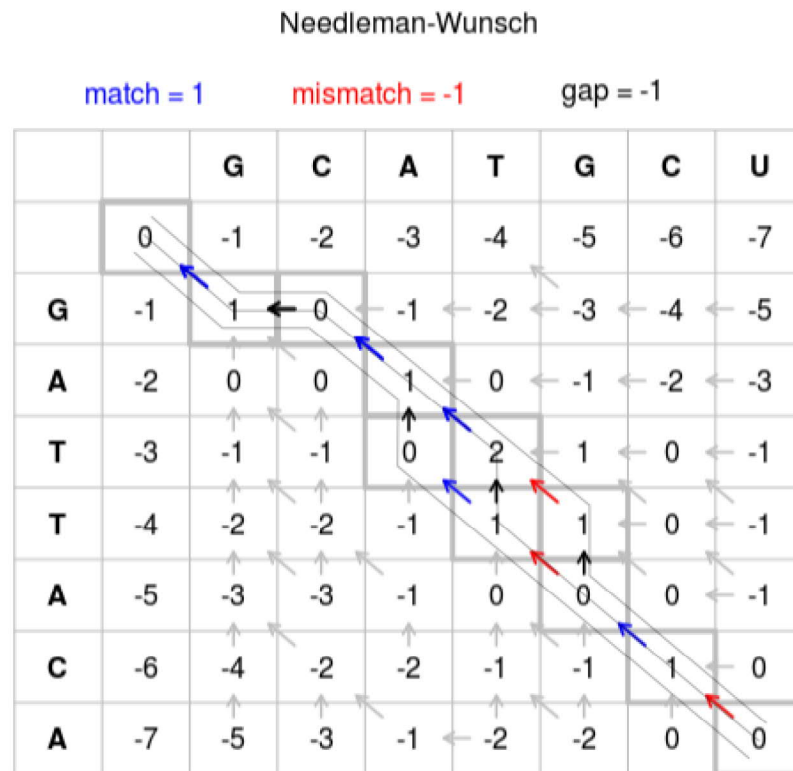 Needleman-Wunsch
match = 1 mismatch = -1 gap = -1
G C A T G C U
0 -1 -2 -3 -4 -5 -6 -7
G -1 1 0 -1 -2 -3 -4 -5
A -2 0 0 1 0 -1 -2 -3
T -3 -1 -1 0 2 1 0 -1
T -4 -2 -2 -1 1 1 0 -1
A -5 -3 -3 -1 0 0 0 -1
C -6 -4 -2 -2 -1 -1 1 0
A -7 -5 -3 -1 -2 -2 0 0